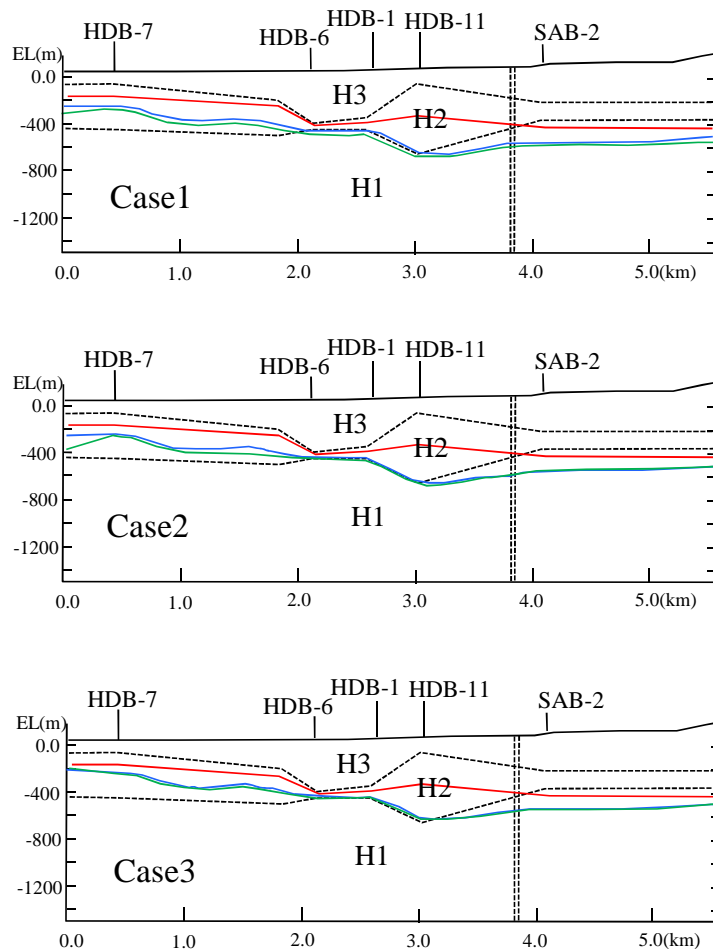 HDB-1 HDB-11
HDB-7 HDB-6 SAB-2
EL(m)
0.0
H3
H2
-400
-800
H1
Case1
-1200
0.0 1.0 2.0 3.0 4.0 5.0(km)
HDB-1 HDB-11
HDB-7 HDB-6 SAB-2
EL(m)
0.0
H3
H2
-400
-800
H1
Case2
-1200
0.0 1.0 2.0 3.0 4.0 5.0(km)
HDB-1 HDB-11
HDB-7 HDB-6 SAB-2
EL(m)
0.0
H3
H2
-400
-800
H1
Case3
-1200
0.0 1.0 2.0 3.0 4.0 5.0(km)